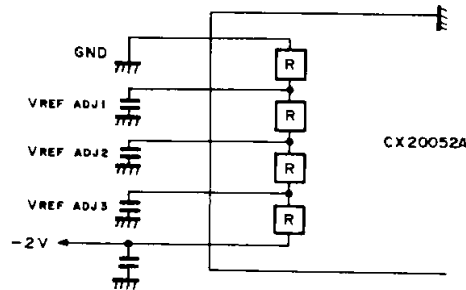 GND
R
VREF ADJ1
R
VREF ADJ2
CX20052A
R
VREF ADJ3
R
-2V